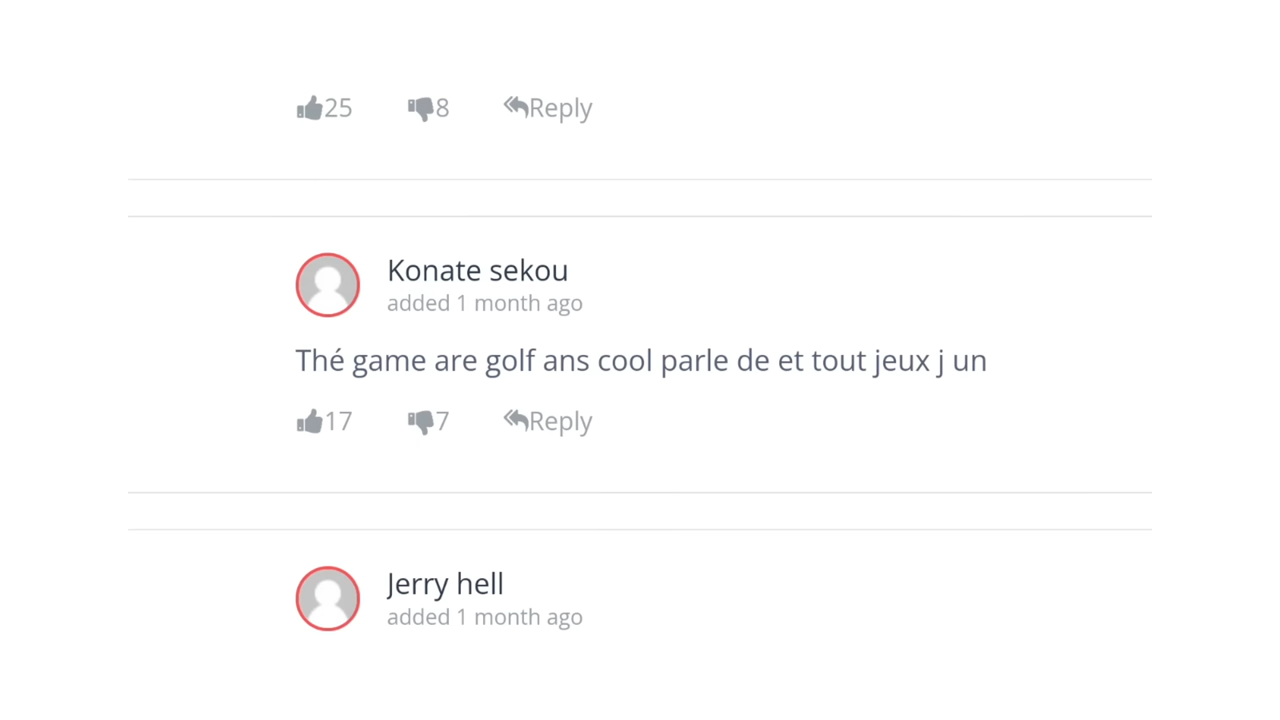 25 8 Reply
Konate sekou
added 1 month ago
Thé game are golf ans cool parle de et tout jeux j un
17 7 Reply
Jerry hell
added 1 month ago